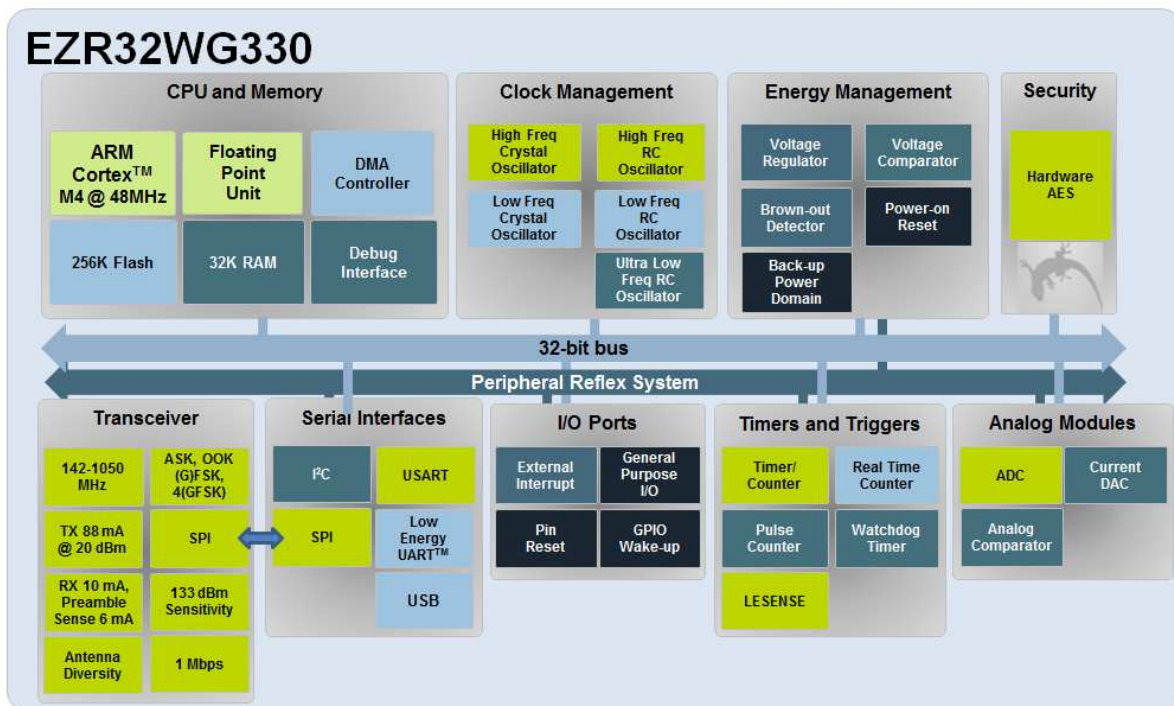 EZR32WG330
CPU and Memory
ARM
Cortex™
M4 @ 48MHz
Floating
Point
Unit
DMA
Controller
256K Flash
32K RAM
Debug
Interface
Clock Management
High Freq
Crystal
Oscillator
High Freq
RC
Oscillator
Low Freq
Crystal
Oscillator
Low Freq
RC
Oscillator
Ultra Low
Freq RC
Oscillator
Energy Management
Voltage
Regulator
Voltage
Comparator
Brown-out
Detector
Power-on
Reset
Back-up
Power
Domain
Security
Hardware
AES
32-bit bus
Peripheral Reflex System
Transceiver
142-1050
MHz
ASK, OOK
(G)FSK,
4(GFSK)
TX 88 mA
@ 20 dBm
SPI
RX 10 mA,
Preamble
Sense 6 mA
133 dBm
Sensitivity
Antenna
Diversity
1 Mbps
Serial Interfaces
I²C
USART
SPI
Low
Energy
UART™
USB
I/O Ports
External
Interrupt
General
Purpose
I/O
Pin
Reset
GPIO
Wake-up
Timers and Triggers
Timer/
Counter
Real Time
Counter
Pulse
Counter
Watchdog
Timer
LESENSE
Analog Modules
ADC
Current
DAC
Analog
Comparator